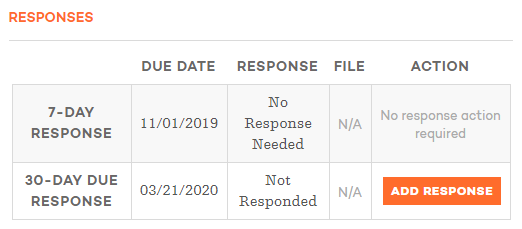 RESPONSES
DUE DATE RESPONSE FILE ACTION
7-DAY
RESPONSE
11/01/2019
No
Response
Needed
N/A
No response action
required
30-DAY DUE
RESPONSE
03/21/2020
Not
Responded
N/A
ADD RESPONSE